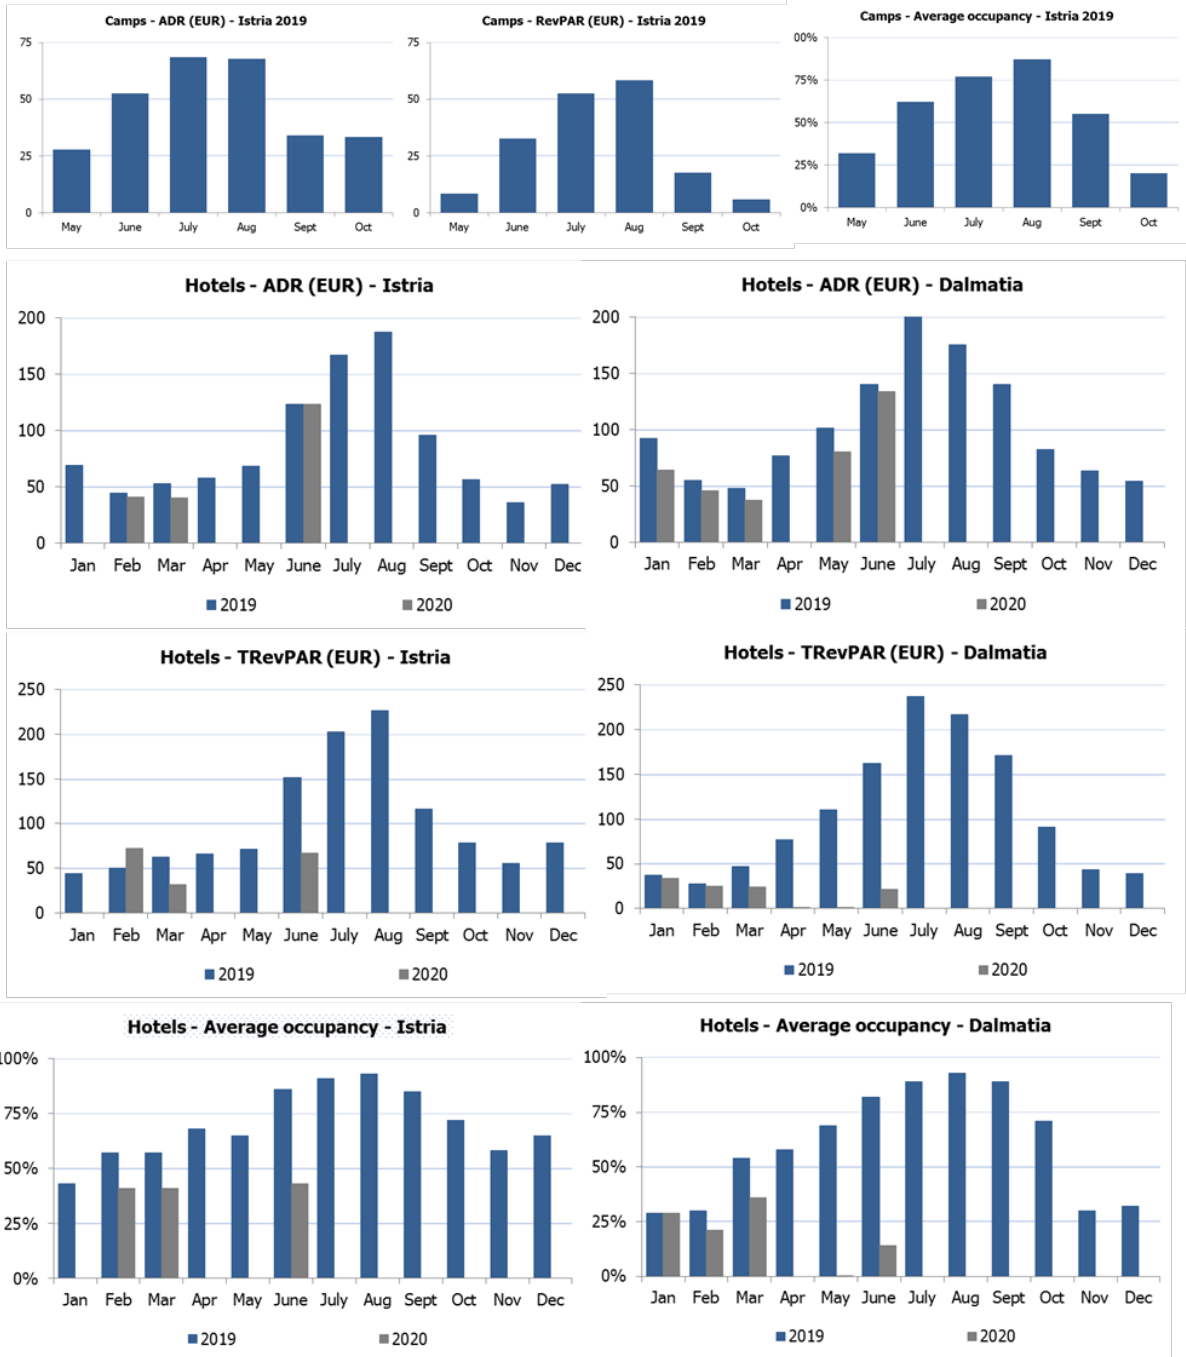 Camps - ADR (EUR) - Istria 2019
75
50
25
0
May June July Aug Sept Oct
Camps - RevPAR (EUR) - Istria 2019
75
50
25
0
May June July Aug Sept Oct
Camps - Average occupancy - Istria 2019
00%
75%
50%
25%
0%
May June July Aug Sept Oct
Hotels - ADR (EUR) - Istria
200
150
100
50
0
Jan Feb Mar Apr May June July Aug Sept Oct Nov Dec
2019 2020
Hotels - ADR (EUR) - Dalmatia
200
150
100
50
0
Jan Feb Mar Apr May June July Aug Sept Oct Nov Dec
2019 2020
Hotels - TRevPAR (EUR) - Istria
250
200
150
100
50
0
Jan Feb Mar Apr May June July Aug Sept Oct Nov Dec
2019 2020
Hotels - TRevPAR (EUR) - Dalmatia
250
200
150
100
50
0
Jan Feb Mar Apr May June July Aug Sept Oct Nov Dec
2019 2020
Hotels - Average occupancy - Istria
100%
75%
50%
25%
0%
Jan Feb Mar Apr May June July Aug Sept Oct Nov Dec
2019 2020
Hotels - Average occupancy - Dalmatia
100%
75%
50%
25%
0%
Jan Feb Mar Apr May June July Aug Sept Oct Nov Dec
2019 2020